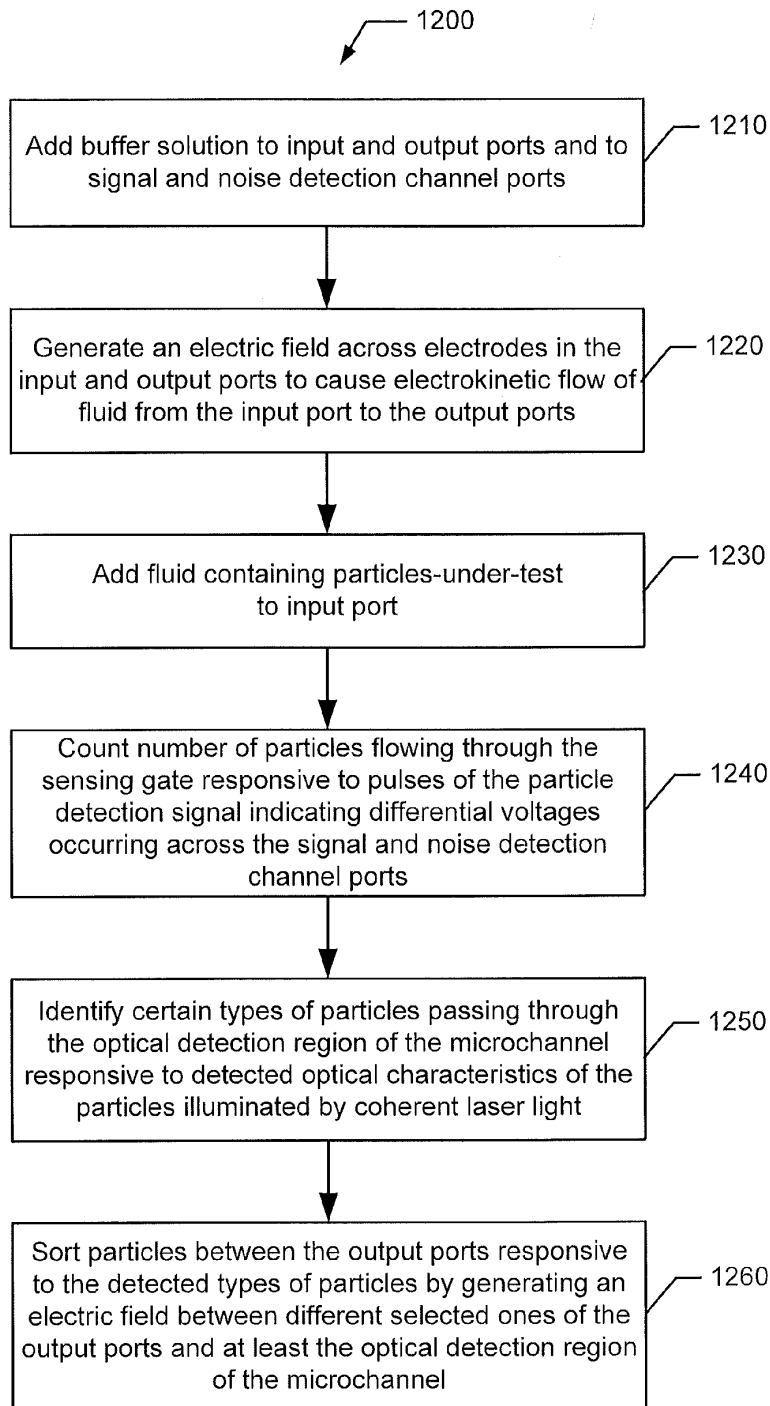 1200
Add buffer solution to input and output ports and to
signal and noise detection channel ports
1210
Generate an electric field across electrodes in the
input and output ports to cause electrokinetic flow of
fluid from the input port to the output ports
1220
Add fluid containing particles-under-test
to input port
1230
Count number of particles flowing through the
sensing gate responsive to pulses of the particle
detection signal indicating differential voltages
occurring across the signal and noise detection
channel ports
1240
Identify certain types of particles passing through
the optical detection region of the microchannel
responsive to detected optical characteristics of the
particles illuminated by coherent laser light
1250
Sort particles between the output ports responsive
to the detected types of particles by generating an
electric field between different selected ones of the
output ports and at least the optical detection region
of the microchannel
1260